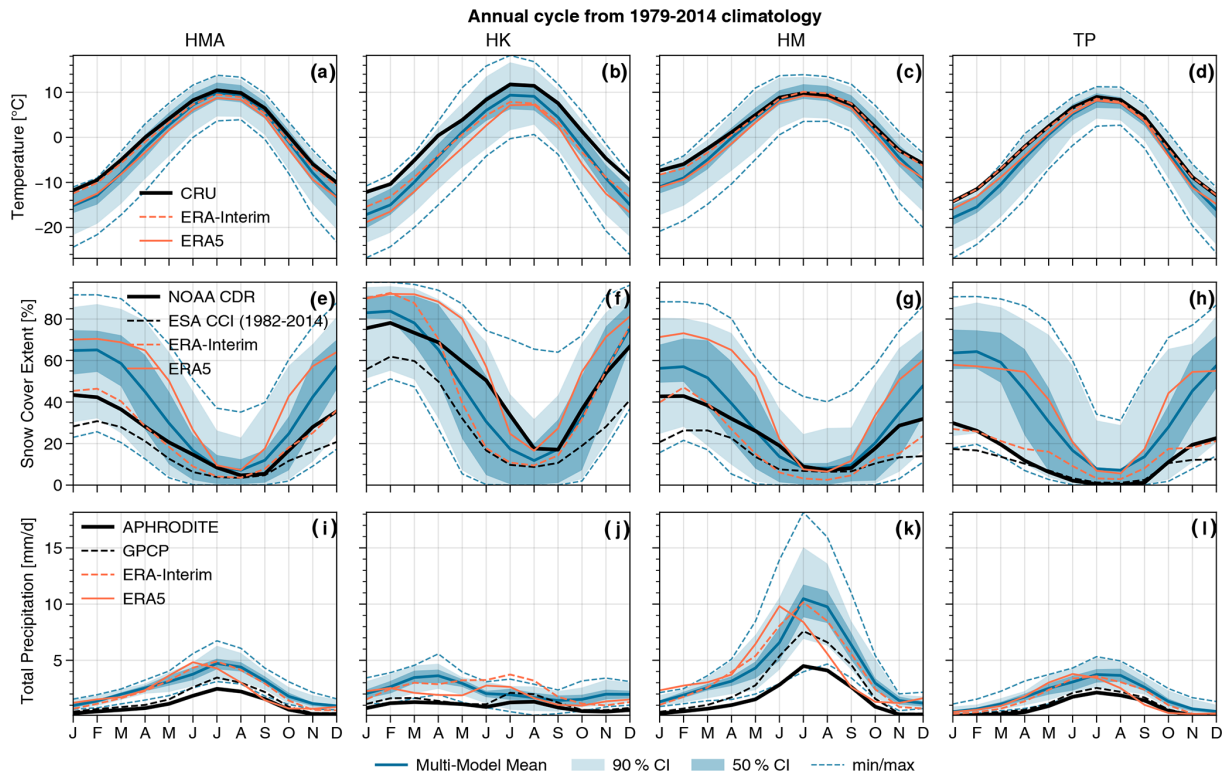 Annual cycle from 1979-2014 climatology
HMA HK HM TP
Temperature [°C]
10
0
−10
−20
(a) (b) (c) (d)
CRU
ERA-Interim
ERA5
Snow Cover Extent [%]
80
60
40
20
0
(e) (f) (g) (h)
NOAA CDR
ESA CCI (1982-2014)
ERA-Interim
ERA5
Total Precipitation [mm/d]
15
10
5
(i) (j) (k) (l)
APHRODITE
GPCP
ERA-Interim
ERA5
J F M A M J J A S O N D J F M A M J J A S O N D J F M A M J J A S O N D J F M A M J J A S O N D
Multi-Model Mean 90 % CI 50 % CI min/max